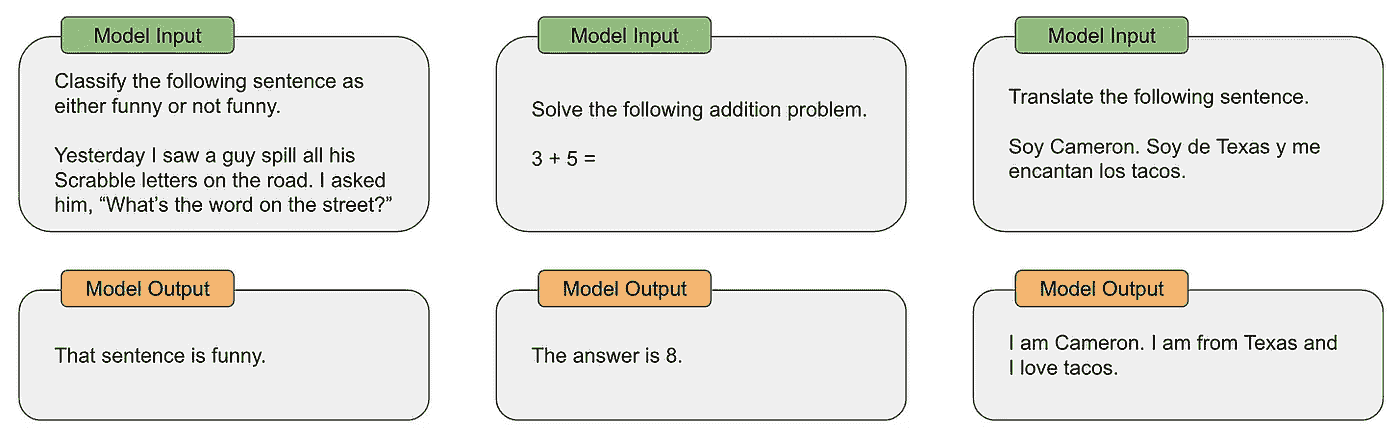 Model Input
Classify the following sentence as
either funny or not funny.
Yesterday I saw a guy spill all his
Scrabble letters on the road. I asked
him, “What’s the word on the street?”
Model Input
Solve the following addition problem.
3 + 5 =
Model Input
Translate the following sentence.
Soy Cameron. Soy de Texas y me
encantan los tacos.
Model Output
That sentence is funny.
Model Output
The answer is 8.
Model Output
I am Cameron. I am from Texas and
I love tacos.